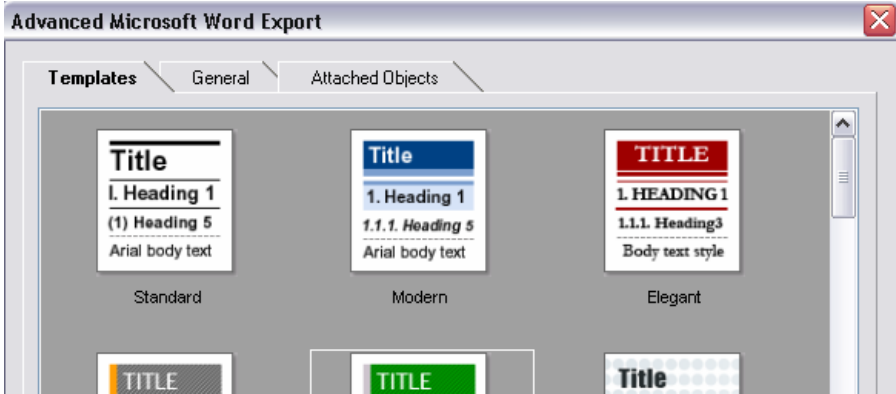 Advanced Microsoft Word Export
Templates General Attached Objects
Title
I. Heading 1
(1) Heading 5
Arial body text
Standard
Title
1. Heading 1
1.1.1. Heading 5
Arial body text
Modern
TITLE
1. HEADING 1
1.1.1. Heading3
Body text style
Elegant
TITLE
TITLE
Title